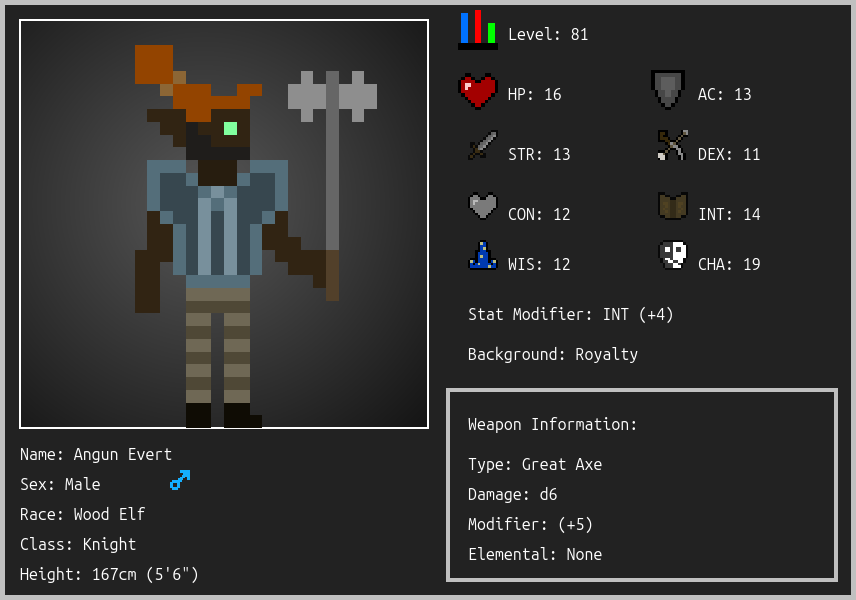 Level: 81
HP: 16
AC: 13
STR: 13
DEX: 11
CON: 12
INT: 14
WIS: 12
CHA: 19
Stat Modifier: INT (+4)
Background: Royalty
Weapon Information:
Type: Great Axe
Damage: d6
Modifier: (+5)
Elemental: None
Name: Angun Evert
Sex: Male
Race: Wood Elf
Class: Knight
Height: 167cm (5'6")